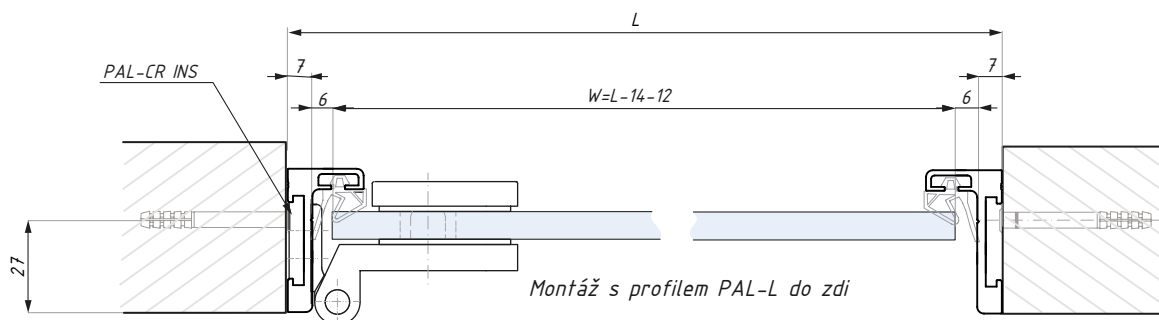 L
7
7
PAL-CR INS
6
W=L-14-12
6
27
Montáž s profilem PAL-L do zdi